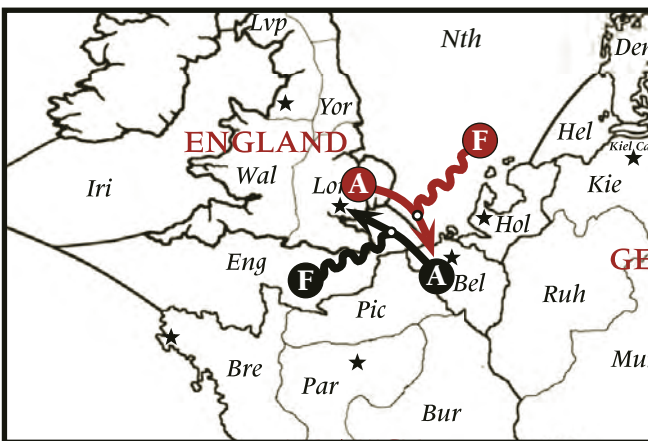 Lvp
Nth
Den
Yor
Hel
ENGLAND
F
Kiel Ca
Wal
Lon
A
Iri
Kie
Hol
Eng
GE
F
A
Bel
Ruh
Pic
Bre
Par
Mu
Bur